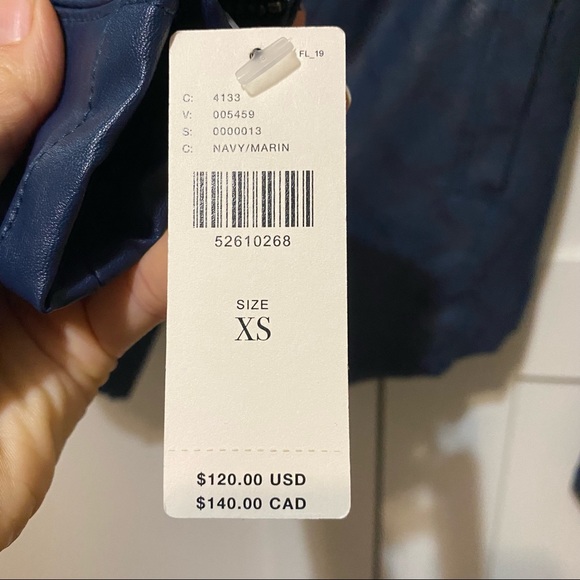 FL_19
C: 4133
V: 005459
S: 0000013
C: NAVY/MARIN
52610268
SIZE
XS
$120.00 USD
$140.00 CAD